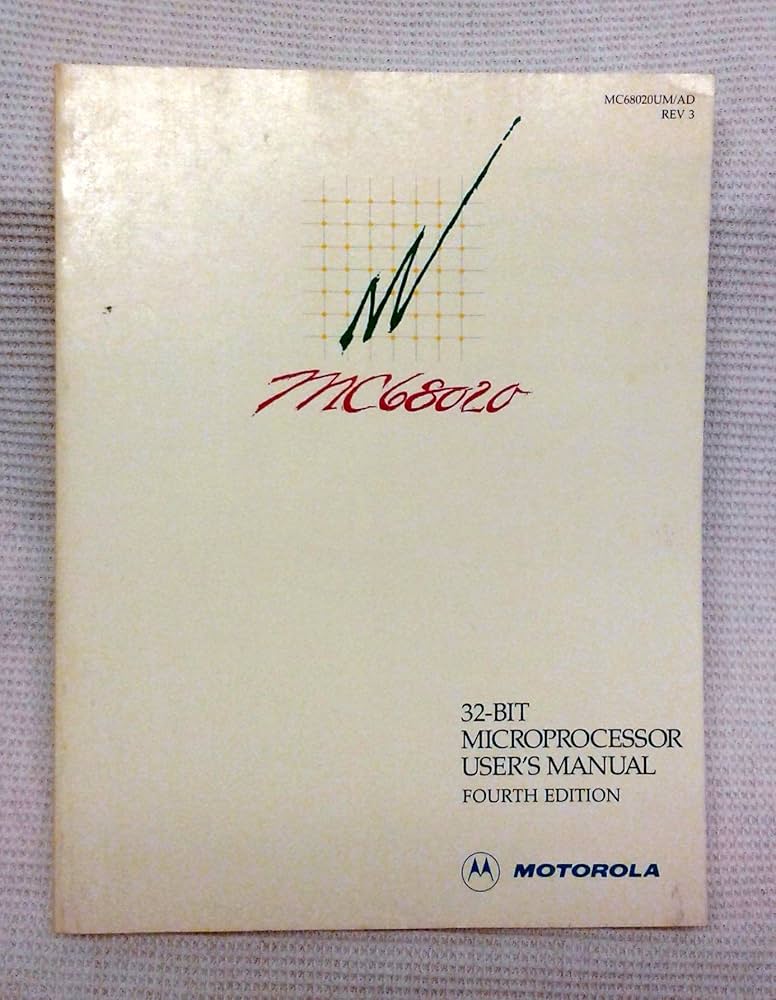 MC68020UM/AD
REV 3
MC68020
32-BIT
MICROPROCESSOR
USER'S MANUAL
FOURTH EDITION
MOTOROLA